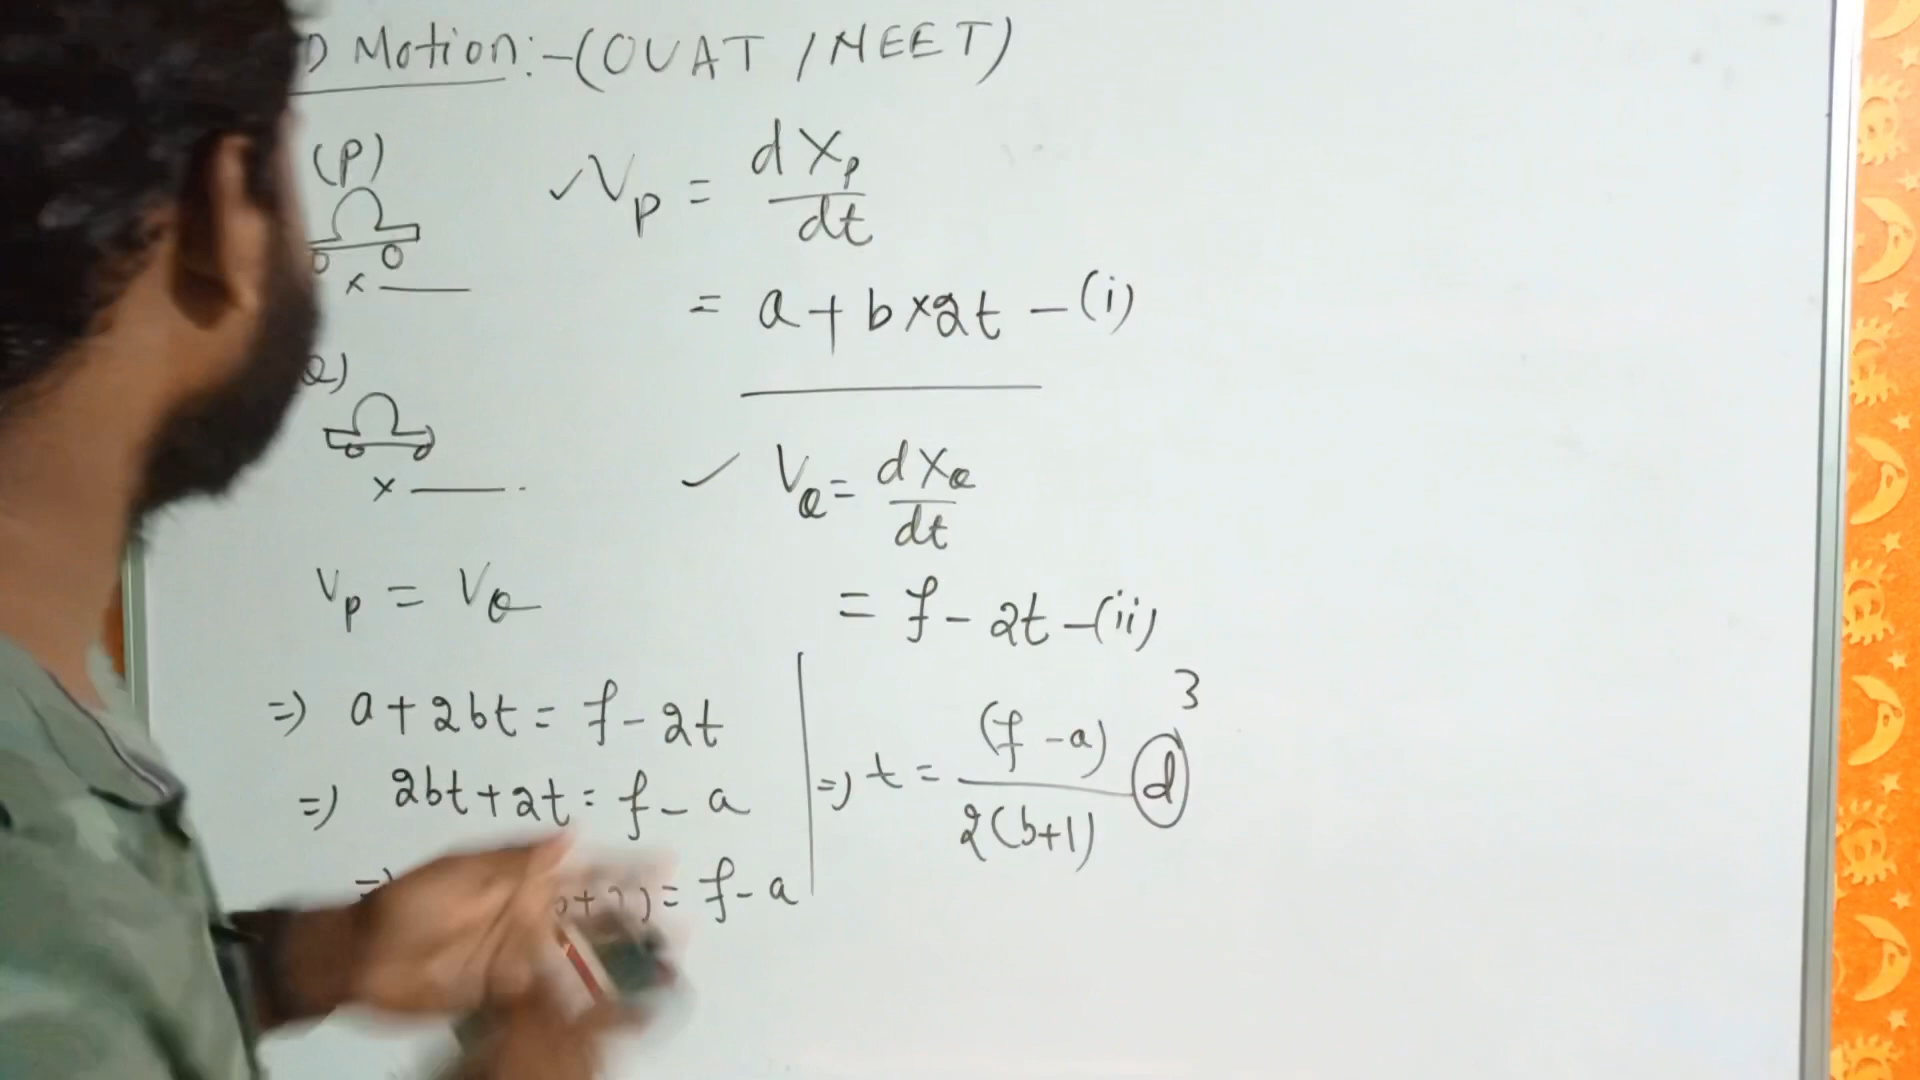 D Motion:-(OUAT / NEET)
(P)
✓Vp = dXp/dt
x
= a + b×2t - (i)
Q)
✓ VQ = dXQ/dt
x
Vp = VQ
= f - 2t - (ii)
=> a + 2bt = f - 2t
=> 2bt + 2t = f - a
= f - a
=> t = (f - a)/2(b+1) (d)
3